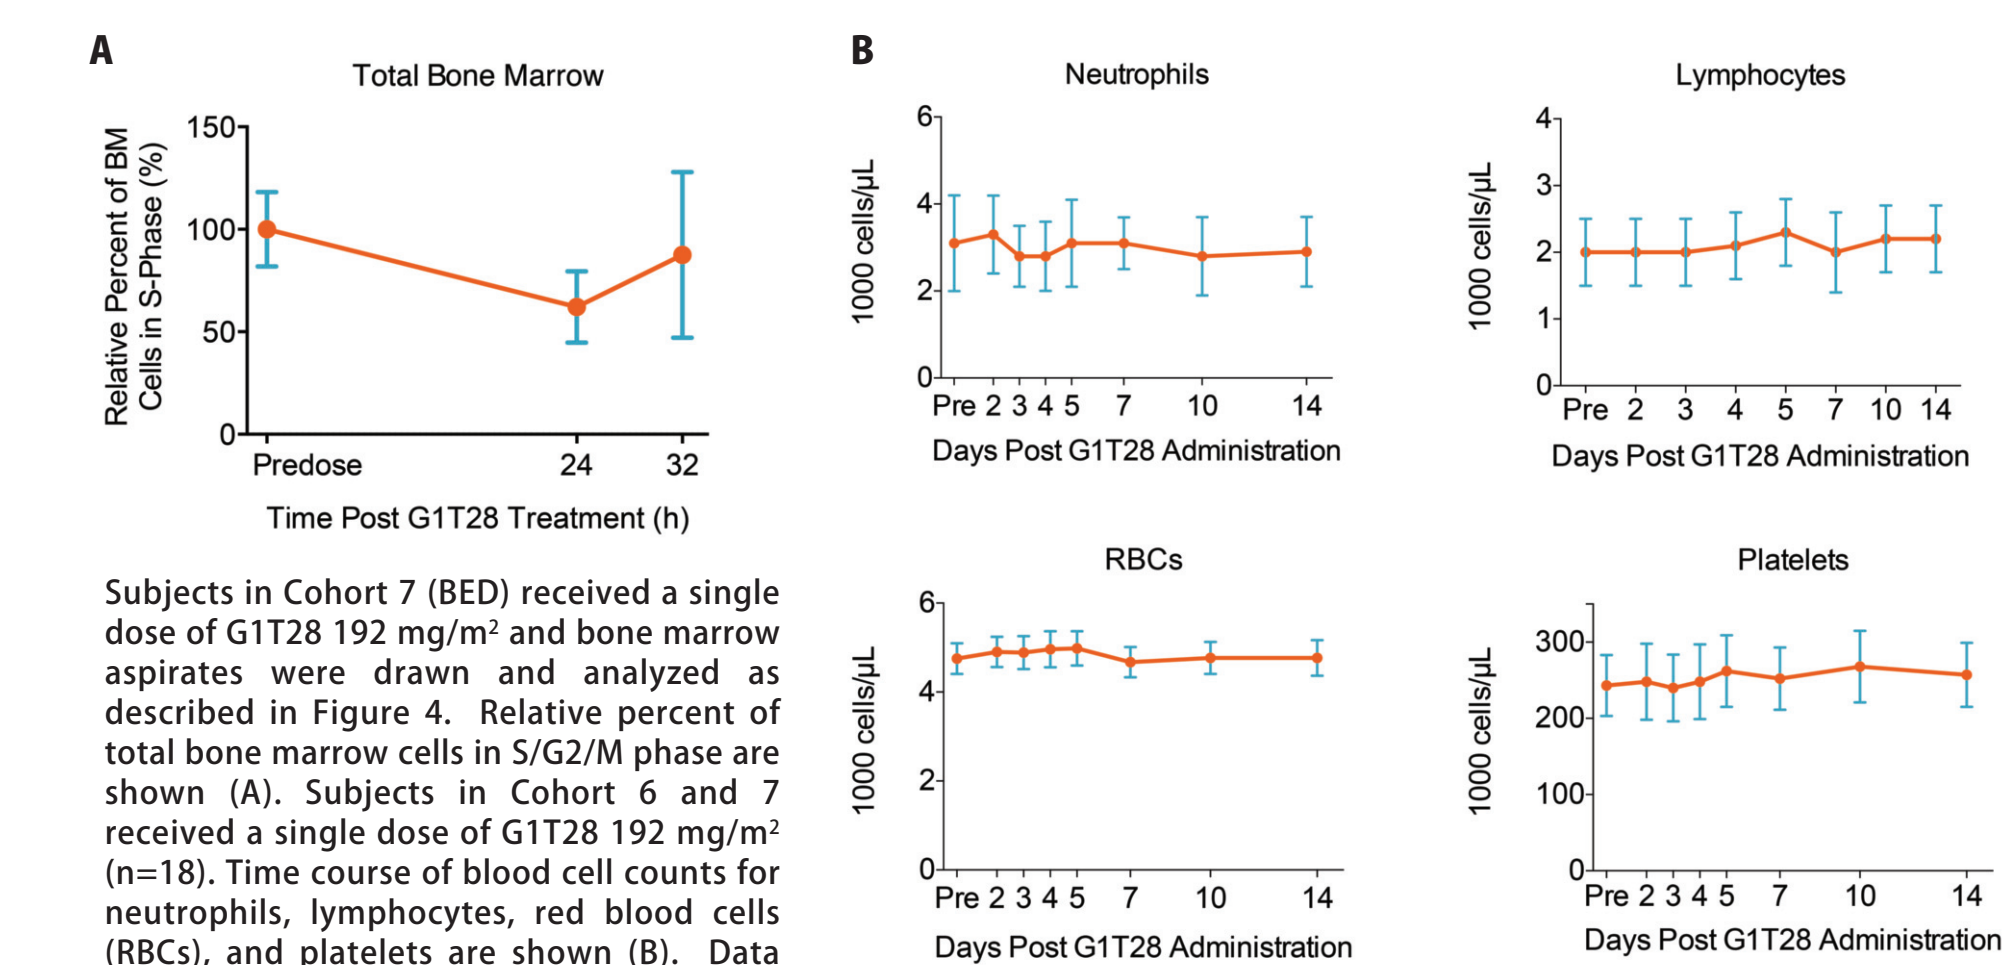 A
Total Bone Marrow
Relative Percent of BM
Cells in S-Phase (%)
150
100
50
0
Predose 24 32
Time Post G1T28 Treatment (h)
Subjects in Cohort 7 (BED) received a single
dose of G1T28 192 mg/m² and bone marrow
aspirates were drawn and analyzed as
described in Figure 4. Relative percent of
total bone marrow cells in S/G2/M phase are
shown (A). Subjects in Cohort 6 and 7
received a single dose of G1T28 192 mg/m²
(n=18). Time course of blood cell counts for
neutrophils, lymphocytes, red blood cells
(RBCs), and platelets are shown (B). Data
B
Neutrophils
1000 cells/µL
6
4
2
0
Pre 2 3 4 5 7 10 14
Days Post G1T28 Administration
Lymphocytes
1000 cells/µL
4
3
2
1
0
Pre 2 3 4 5 7 10 14
Days Post G1T28 Administration
RBCs
1000 cells/µL
6
4
2
0
Pre 2 3 4 5 7 10 14
Days Post G1T28 Administration
Platelets
1000 cells/µL
300
200
100
0
Pre 2 3 4 5 7 10 14
Days Post G1T28 Administration